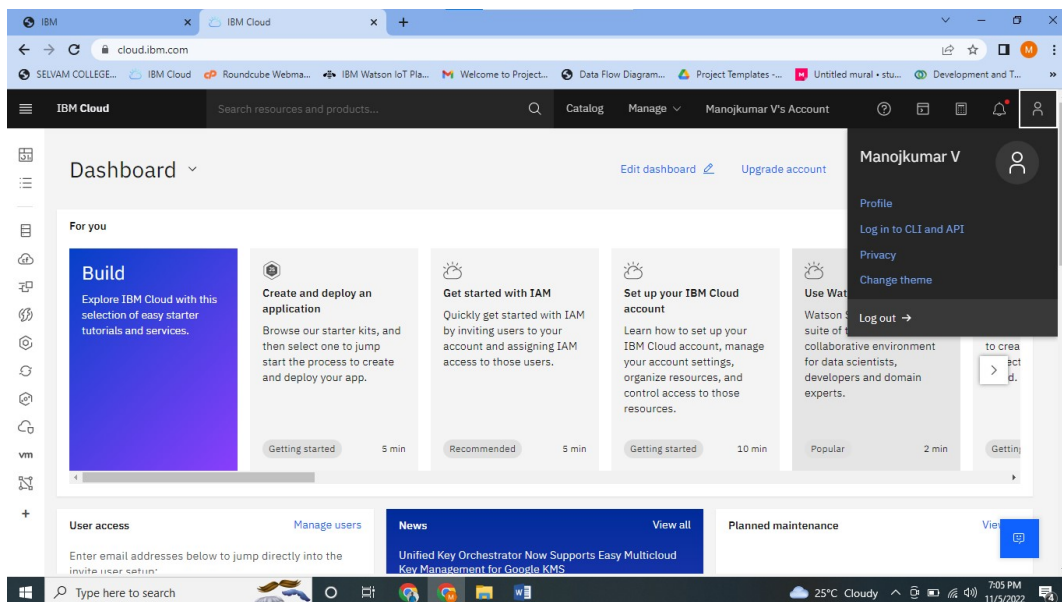 IBM
IBM Cloud
cloud.ibm.com
M
SELVAM COLLEGE...
IBM Cloud
Roundcube Webma...
IBM Watson IoT Pla...
Welcome to Project...
Data Flow Diagram...
Project Templates -...
Untitled mural • stu...
Development and T...
»
IBM Cloud
Search resources and products...
Catalog
Manage
Manojkumar V's Account
Dashboard
Edit dashboard
Upgrade account
Manojkumar V
Profile
Log in to CLI and API
Privacy
Change theme
Log out →
For you
Build
Explore IBM Cloud with this
selection of easy starter
tutorials and services.
Create and deploy an
application
Browse our starter kits, and
then select one to jump
start the process to create
and deploy your app.
Getting started
5 min
Get started with IAM
Quickly get started with IAM
by inviting users to your
account and assigning IAM
access to those users.
Recommended
5 min
Set up your IBM Cloud
account
Learn how to set up your
IBM Cloud account, manage
your account settings,
organize resources, and
control access to those
resources.
Getting started
10 min
Use Wat
Watson S
suite of t
collaborative environment
for data scientists,
developers and domain
experts.
Popular
2 min
to crea
ect
d.
Getting
vm
User access
Manage users
Enter email addresses below to jump directly into the
invite user setup:
News
View all
Unified Key Orchestrator Now Supports Easy Multicloud
Key Management for Google KMS
Planned maintenance
Type here to search
25°C Cloudy
7:05 PM
11/5/2022